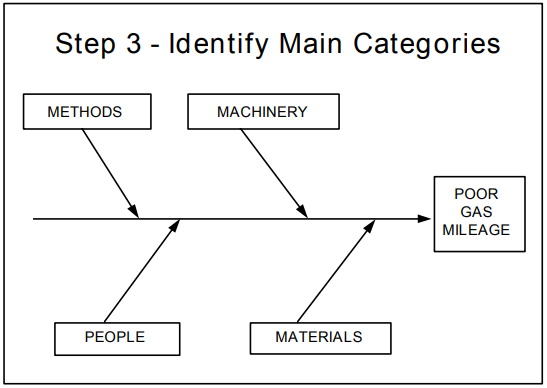 Step 3 - Identify Main Categories
METHODS
MACHINERY
POOR
GAS
MILEAGE
PEOPLE
MATERIALS